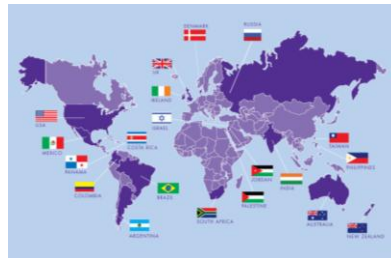 DENMARK
RUSSIA
UK
IRELAND
ISRAEL
USA
MEXICO
COSTA RICA
PANAMA
COLOMBIA
BRAZIL
ARGENTINA
SOUTH AFRICA
PALESTINE
JORDAN
INDIA
TAIWAN
PHILIPPINES
AUSTRALIA
NEW ZEALAND